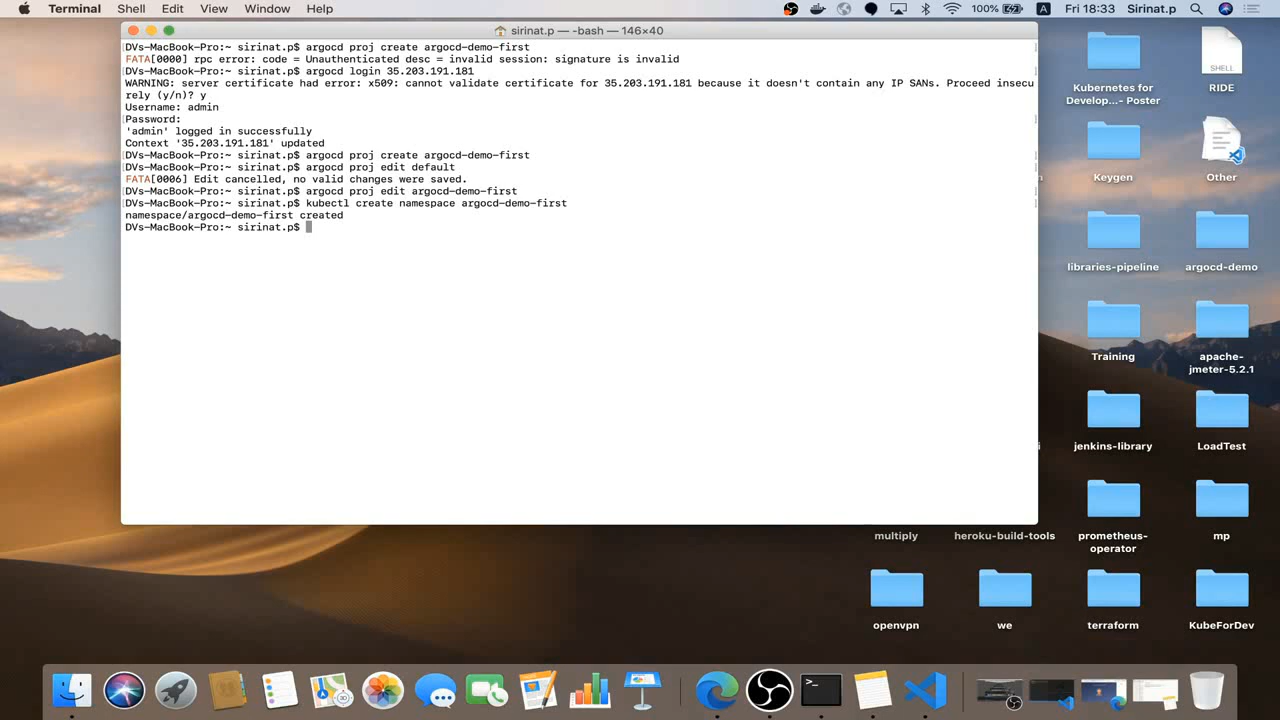 Terminal Shell Edit View Window Help 100% A Fri 18:33 Sirinat.p
sirinat.p — -bash — 146×40
DVs-MacBook-Pro:~ sirinat.p$ argocd proj create argocd-demo-first
FATA[0000] rpc error: code = Unauthenticated desc = invalid session: signature is invalid
DVs-MacBook-Pro:~ sirinat.p$ argocd login 35.203.191.181
WARNING: server certificate had error: x509: cannot validate certificate for 35.203.191.181 because it doesn't contain any IP SANs. Proceed insecu
rely (y/n)? y
Username: admin
Password:
'admin' logged in successfully
Context '35.203.191.181' updated
DVs-MacBook-Pro:~ sirinat.p$ argocd proj create argocd-demo-first
DVs-MacBook-Pro:~ sirinat.p$ argocd proj edit default
FATA[0006] Edit cancelled, no valid changes were saved.
DVs-MacBook-Pro:~ sirinat.p$ argocd proj edit argocd-demo-first
DVs-MacBook-Pro:~ sirinat.p$ kubectl create namespace argocd-demo-first
namespace/argocd-demo-first created
DVs-MacBook-Pro:~ sirinat.p$
SHELL
Kubernetes for
Develop...- Poster
RIDE
Keygen
Other
libraries-pipeline
argocd-demo
Training
apache-
jmeter-5.2.1
jenkins-library
LoadTest
multiply
heroku-build-tools
prometheus-
operator
mp
openvpn
we
terraform
KubeForDev